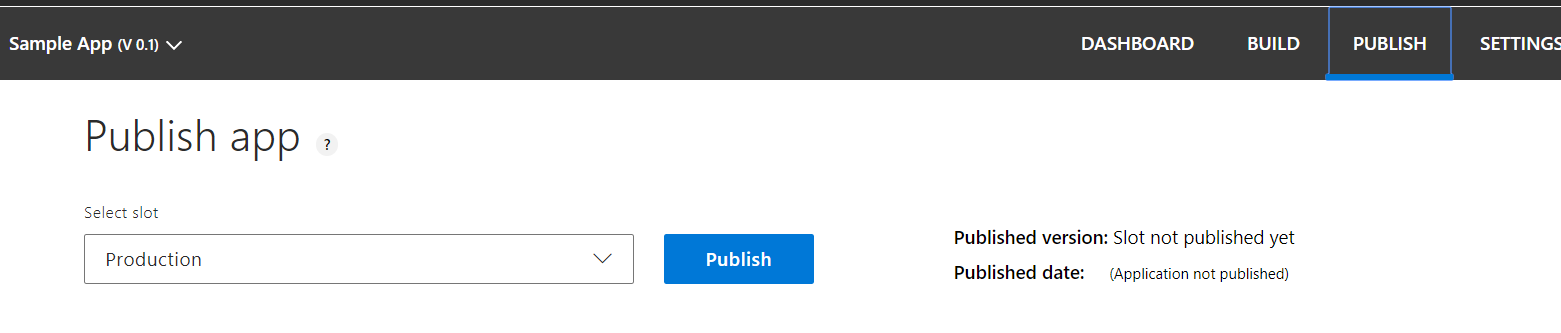 Sample App (V 0.1)
DASHBOARD BUILD PUBLISH SETTINGS
Publish app ?
Select slot
Production
Publish
Published version: Slot not published yet
Published date: (Application not published)